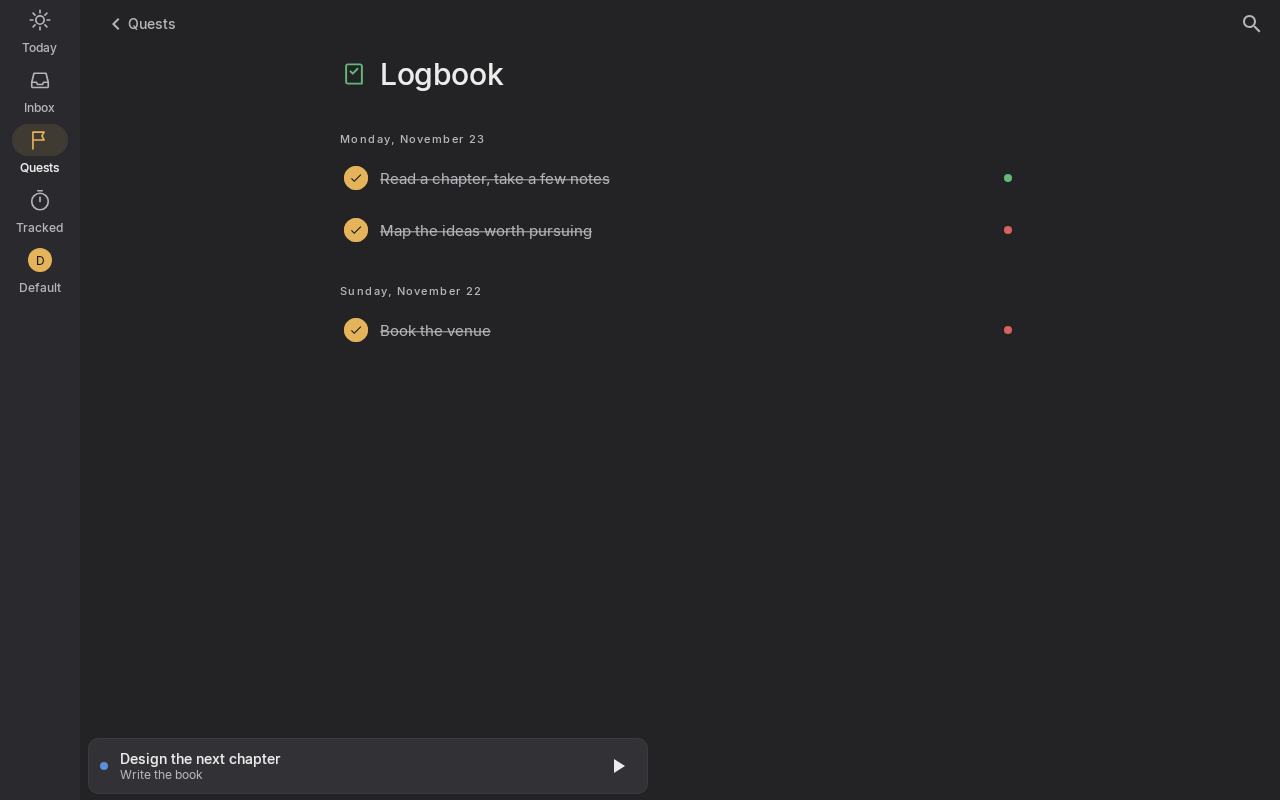 Today
Inbox
Quests
Tracked
D
Default
Quests
Logbook
Monday, November 23
Read a chapter, take a few notes
Map the ideas worth pursuing
Sunday, November 22
Book the venue
Design the next chapter
Write the book